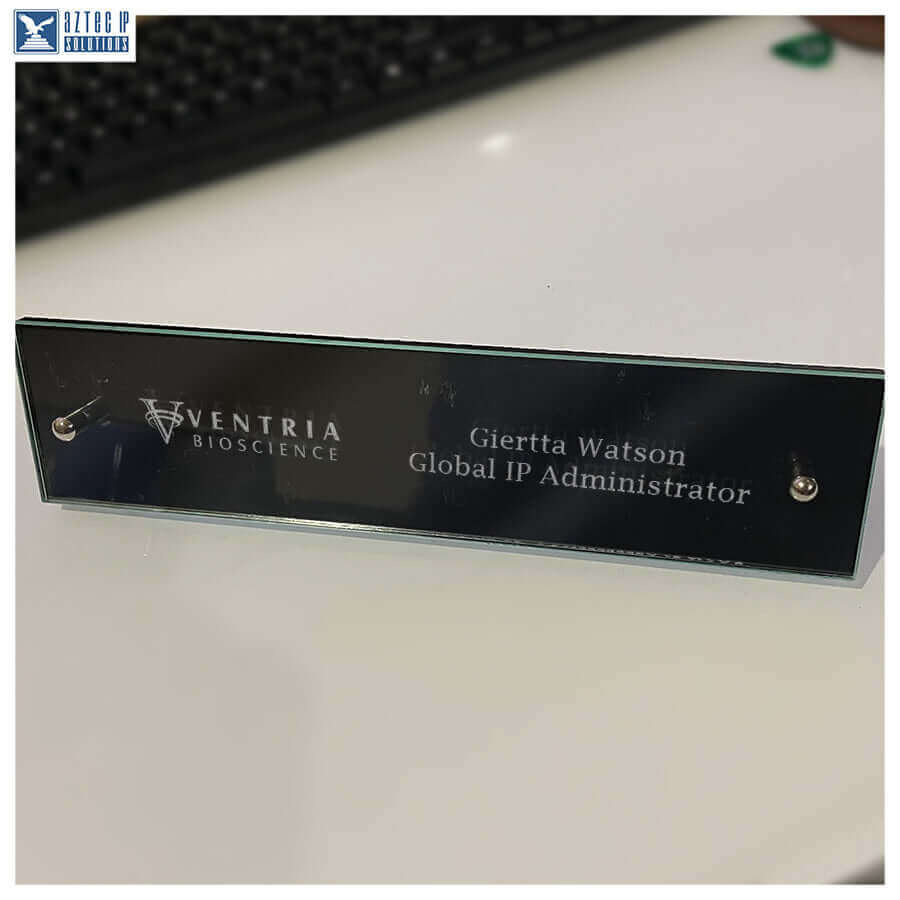 AZTEC IP
SOLUTIONS
VENTRIA
BIOSCIENCE
Giertta Watson
Global IP Administrator